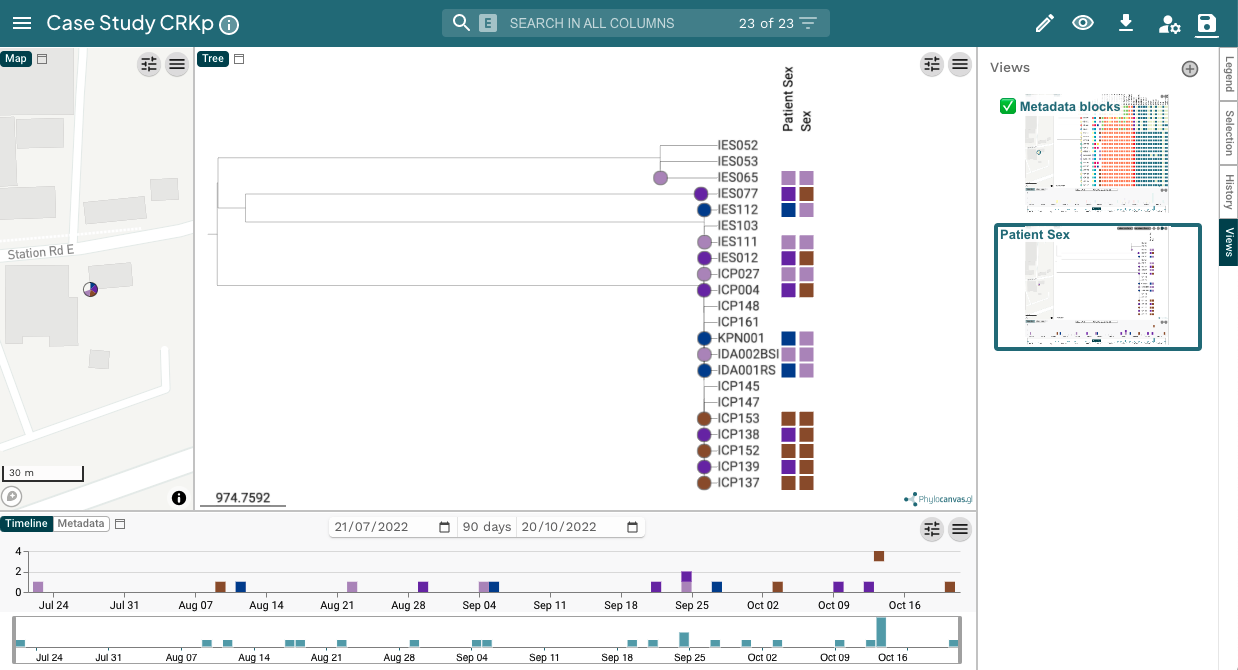 Case Study CRKp
E SEARCH IN ALL COLUMNS 23 of 23
Map
Station Rd E
30 m
Tree
Patient Sex
Sex
IES052
IES053
IES065
IES077
IES112
IES103
IES111
IES012
ICP027
ICP004
ICP148
ICP161
KPN001
IDA002BSI
IDA001RS
ICP145
ICP147
ICP153
ICP138
ICP152
ICP139
ICP137
974.7592
Phylocanvas.gl
Views
Metadata blocks
Patient Sex
Legend
Selection
History
Views
Timeline Metadata
21/07/2022 90 days 20/10/2022
4
2
0
Jul 24 Jul 31 Aug 07 Aug 14 Aug 21 Aug 28 Sep 04 Sep 11 Sep 18 Sep 25 Oct 02 Oct 09 Oct 16
Jul 24 Jul 31 Aug 07 Aug 14 Aug 21 Aug 28 Sep 04 Sep 11 Sep 18 Sep 25 Oct 02 Oct 09 Oct 16